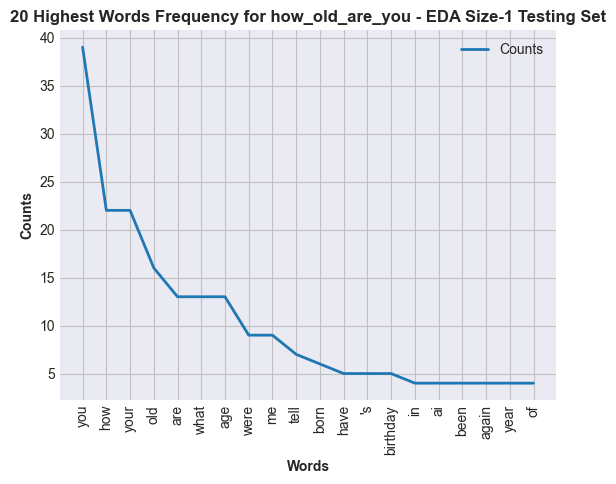 20 Highest Words Frequency for how_old_are_you - EDA Size-1 Testing Set
Counts
40
35
30
25
20
15
10
5
Counts
you
how
your
old
are
what
age
were
me
tell
born
have
's
birthday
in
ai
been
again
year
of
Words